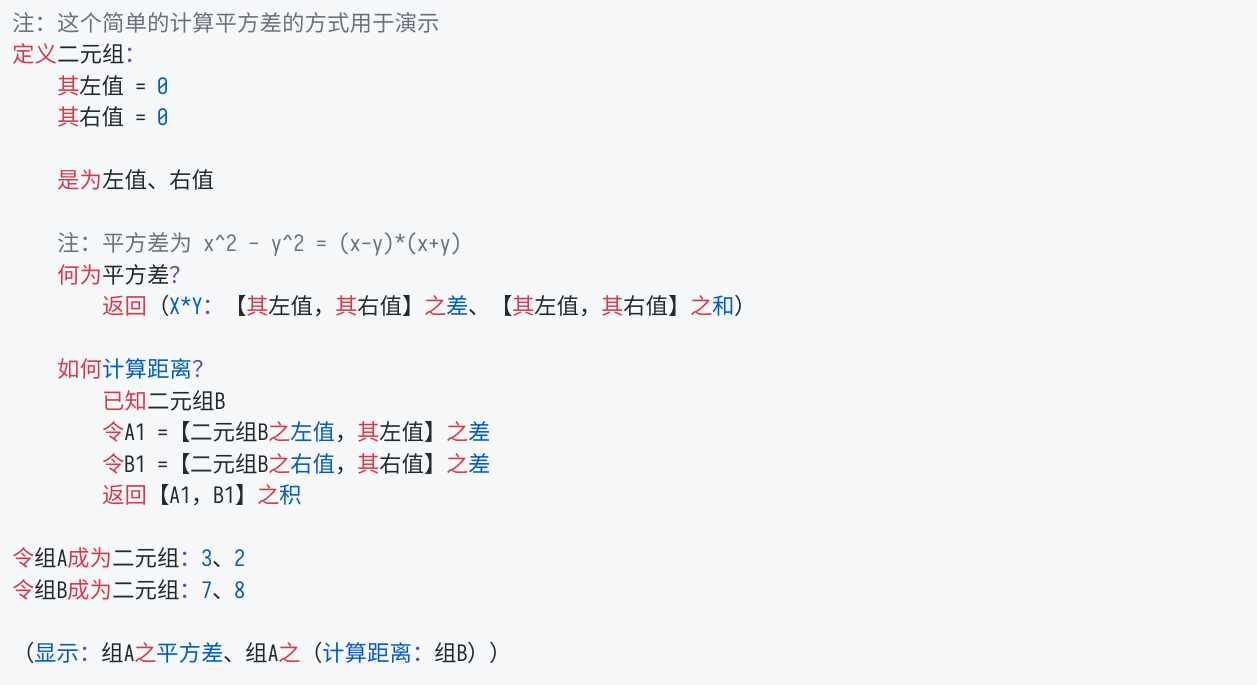 注：这个简单的计算平方差的方式用于演示
定义二元组：
    其左值 = 0
    其右值 = 0

    是为左值、右值

    注：平方差为 x^2 - y^2 = (x-y)*(x+y)
    何为平方差？
        返回（X*Y：【其左值，其右值】之差、【其左值，其右值】之和）

    如何计算距离？
        已知二元组B
        令A1 =【二元组B之左值，其左值】之差
        令B1 =【二元组B之右值，其右值】之差
        返回【A1，B1】之积

令组A成为二元组：3、2
令组B成为二元组：7、8

（显示：组A之平方差、组A之（计算距离：组B））